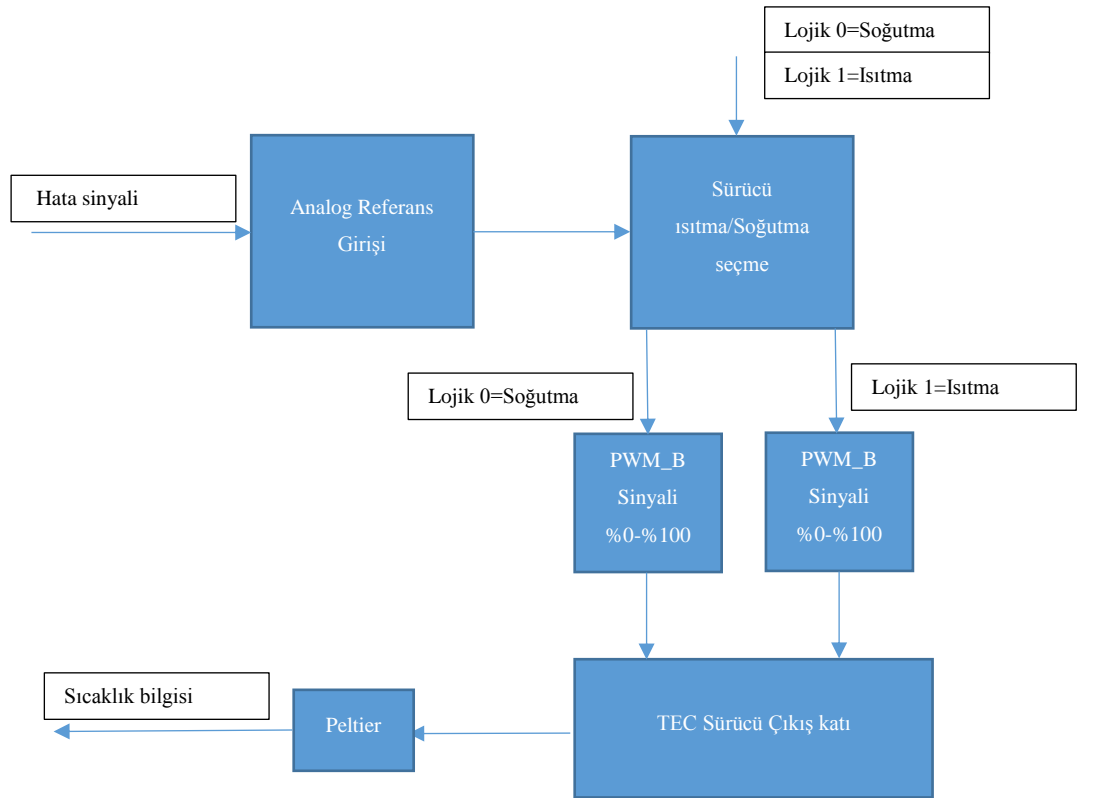 Lojik 0=Soğutma
Lojik 1=Isıtma
Hata sinyali
Analog Referans
Girişi
Sürücü
ısıtma/Soğutma
seçme
Lojik 0=Soğutma
Lojik 1=Isıtma
PWM_B
Sinyali
%0-%100
PWM_B
Sinyali
%0-%100
Sıcaklık bilgisi
Peltier
TEC Sürücü Çıkış katı